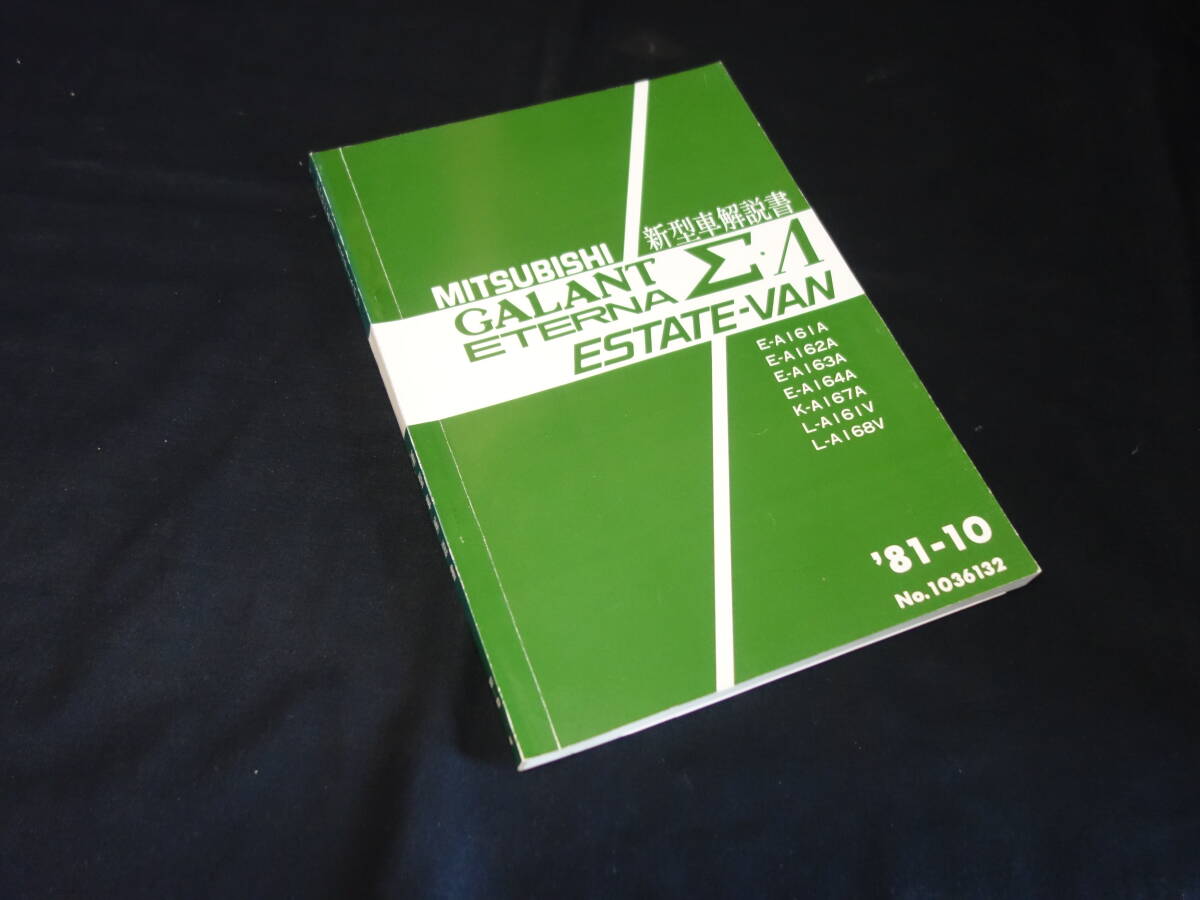 新型車解説書
MITSUBISHI
GALANT Σ・Λ
ETERNA
ESTATE-VAN
E-A161A
E-A162A
E-A163A
E-A164A
K-A167A
L-A161V
L-A168V
'81-10
No.1036132